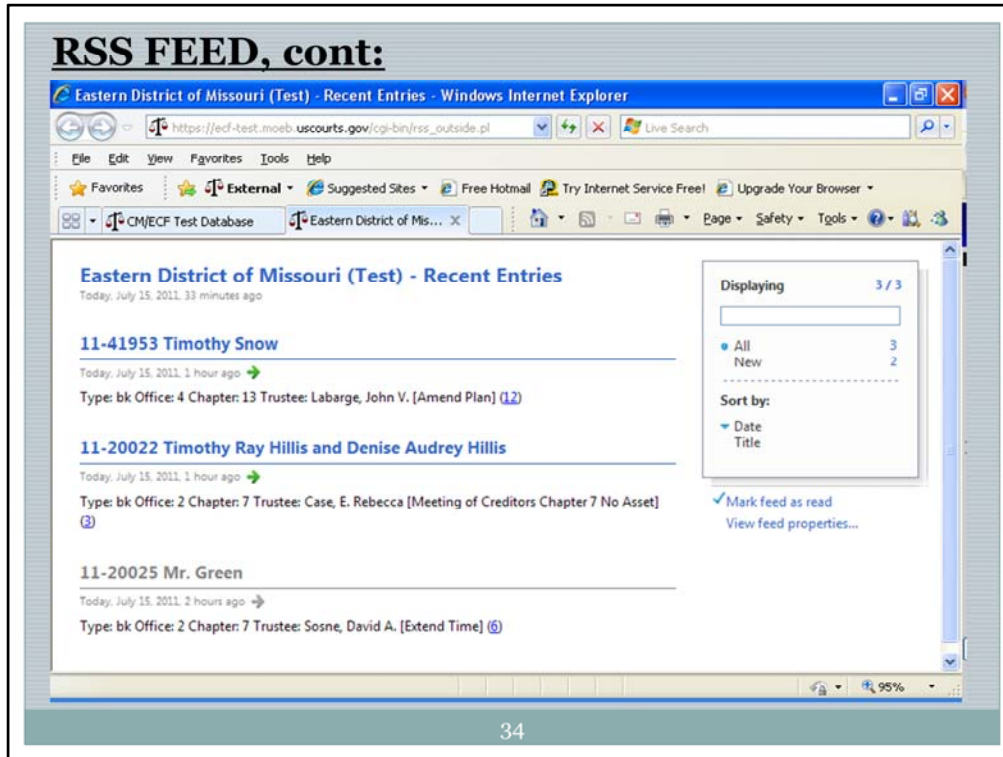 RSS FEED, cont:
Eastern District of Missouri (Test) - Recent Entries - Windows Internet Explorer
https://ecf-test.moeb.uscourts.gov/cgi-bin/rss_outside.pl
Live Search
File Edit View Favorites Tools Help
Favorites External Suggested Sites Free Hotmail Try Internet Service Free! Upgrade Your Browser
CM/ECF Test Database Eastern District of Mis... X Page Safety Tools
Eastern District of Missouri (Test) - Recent Entries
Today, July 15, 2011, 33 minutes ago
11-41953 Timothy Snow
Today, July 15, 2011, 1 hour ago
Type: bk Office: 4 Chapter: 13 Trustee: Labarge, John V. [Amend Plan] (12)
11-20022 Timothy Ray Hillis and Denise Audrey Hillis
Today, July 15, 2011, 1 hour ago
Type: bk Office: 2 Chapter: 7 Trustee: Case, E. Rebecca [Meeting of Creditors Chapter 7 No Asset]
(3)
11-20025 Mr. Green
Today, July 15, 2011, 2 hours ago
Type: bk Office: 2 Chapter: 7 Trustee: Sosne, David A. [Extend Time] (6)
Displaying 3 / 3
All 3
New 2
Sort by:
Date
Title
Mark feed as read
View feed properties...
95%
34